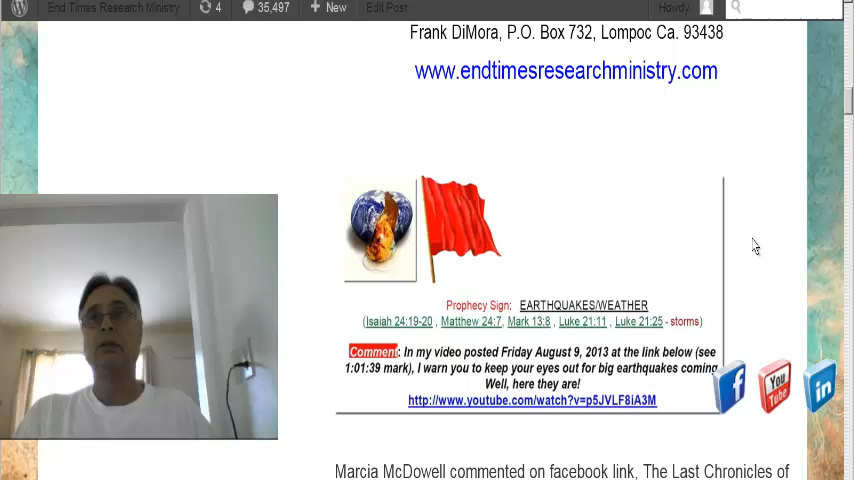 End Times Research Ministry 4 35,497 New Edit Post Howdy
Frank DiMora, P.O. Box 732, Lompoc Ca. 93438
www.endtimesresearchministry.com
Prophecy Sign: EARTHQUAKES/WEATHER
(Isaiah 24:19-20 , Matthew 24:7, Mark 13:8 , Luke 21:11 , Luke 21:25 - storms)
Comment: In my video posted Friday August 9, 2013 at the link below (see
1:01:39 mark), I warn you to keep your eyes out for big earthquakes coming
Well, here they are!
http://www.youtube.com/watch?v=p5JVLF8iA3M
f You Tube in
Marcia McDowell commented on facebook link, The Last Chronicles of